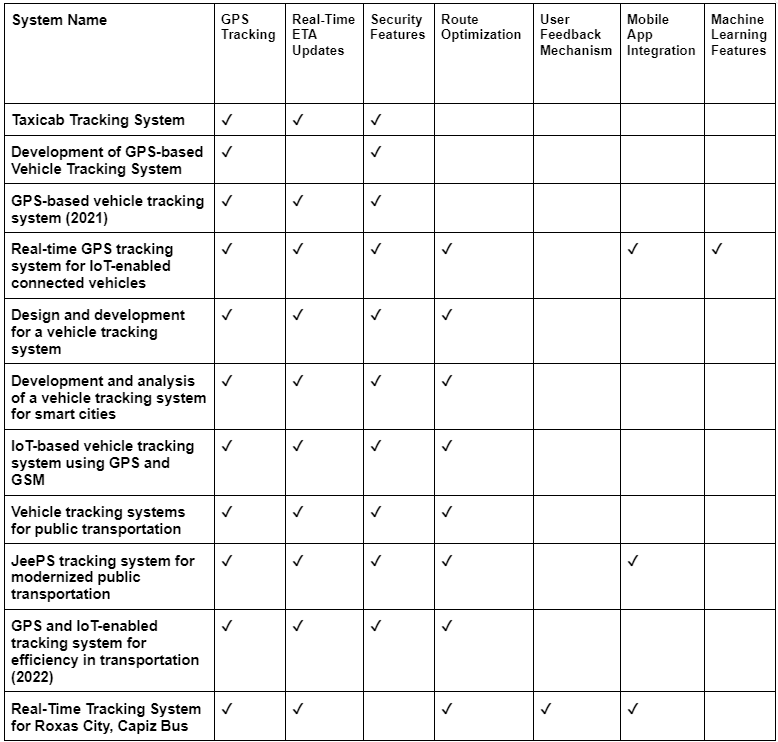 System Name
GPS Tracking
Real-Time ETA Updates
Security Features
Route Optimization
User Feedback Mechanism
Mobile App Integration
Machine Learning Features
Taxicab Tracking System
✓ ✓ ✓
Development of GPS-based
Vehicle Tracking System
✓ ✓
GPS-based vehicle tracking
system (2021)
✓ ✓ ✓
Real-time GPS tracking
system for IoT-enabled
connected vehicles
✓ ✓ ✓ ✓ ✓ ✓
Design and development
for a vehicle tracking
system
✓ ✓ ✓ ✓
Development and analysis
of a vehicle tracking system
for smart cities
✓ ✓ ✓ ✓
IoT-based vehicle tracking
system using GPS and
GSM
✓ ✓ ✓ ✓
Vehicle tracking systems
for public transportation
✓ ✓ ✓ ✓
JeePS tracking system for
modernized public
transportation
✓ ✓ ✓ ✓ ✓
GPS and IoT-enabled
tracking system for
efficiency in transportation
(2022)
✓ ✓ ✓ ✓
Real-Time Tracking System
for Roxas City, Capiz Bus
✓ ✓ ✓ ✓ ✓